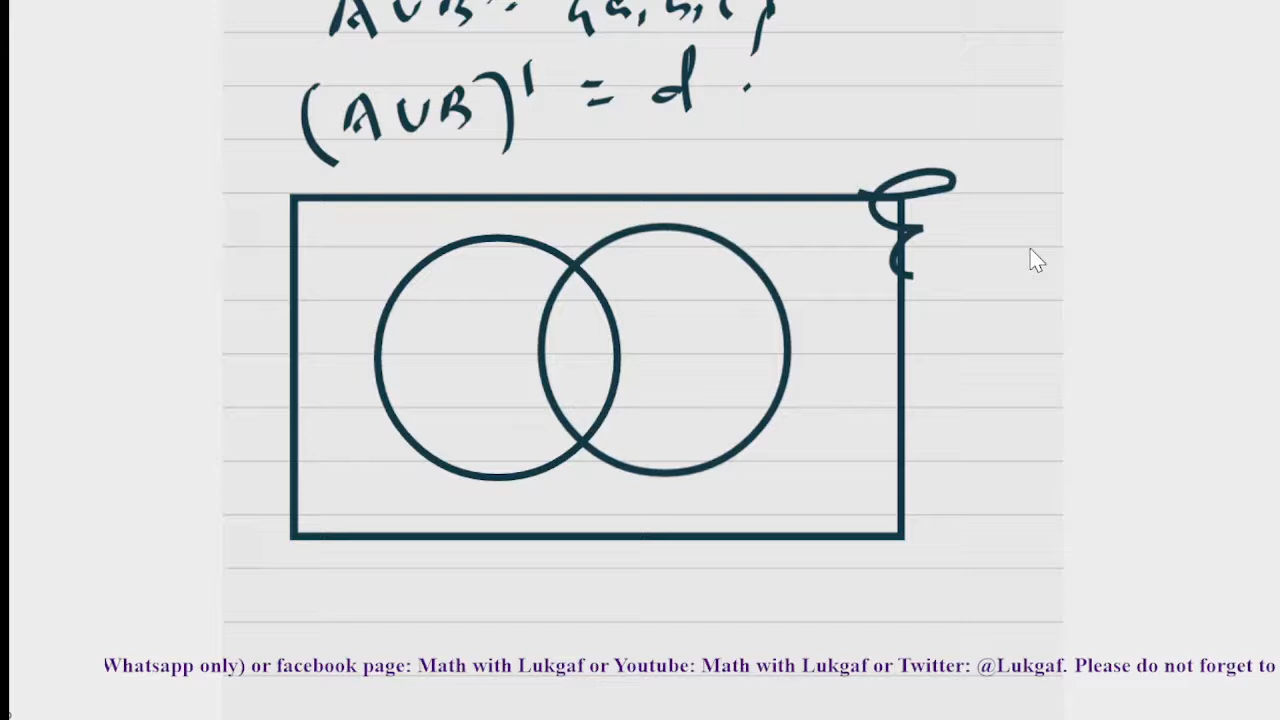 A∪B
(A∪B)' = d .
ξ
Whatsapp only) or facebook page: Math with Lukgaf or Youtube: Math with Lukgaf or Twitter: @Lukgaf. Please do not forget to